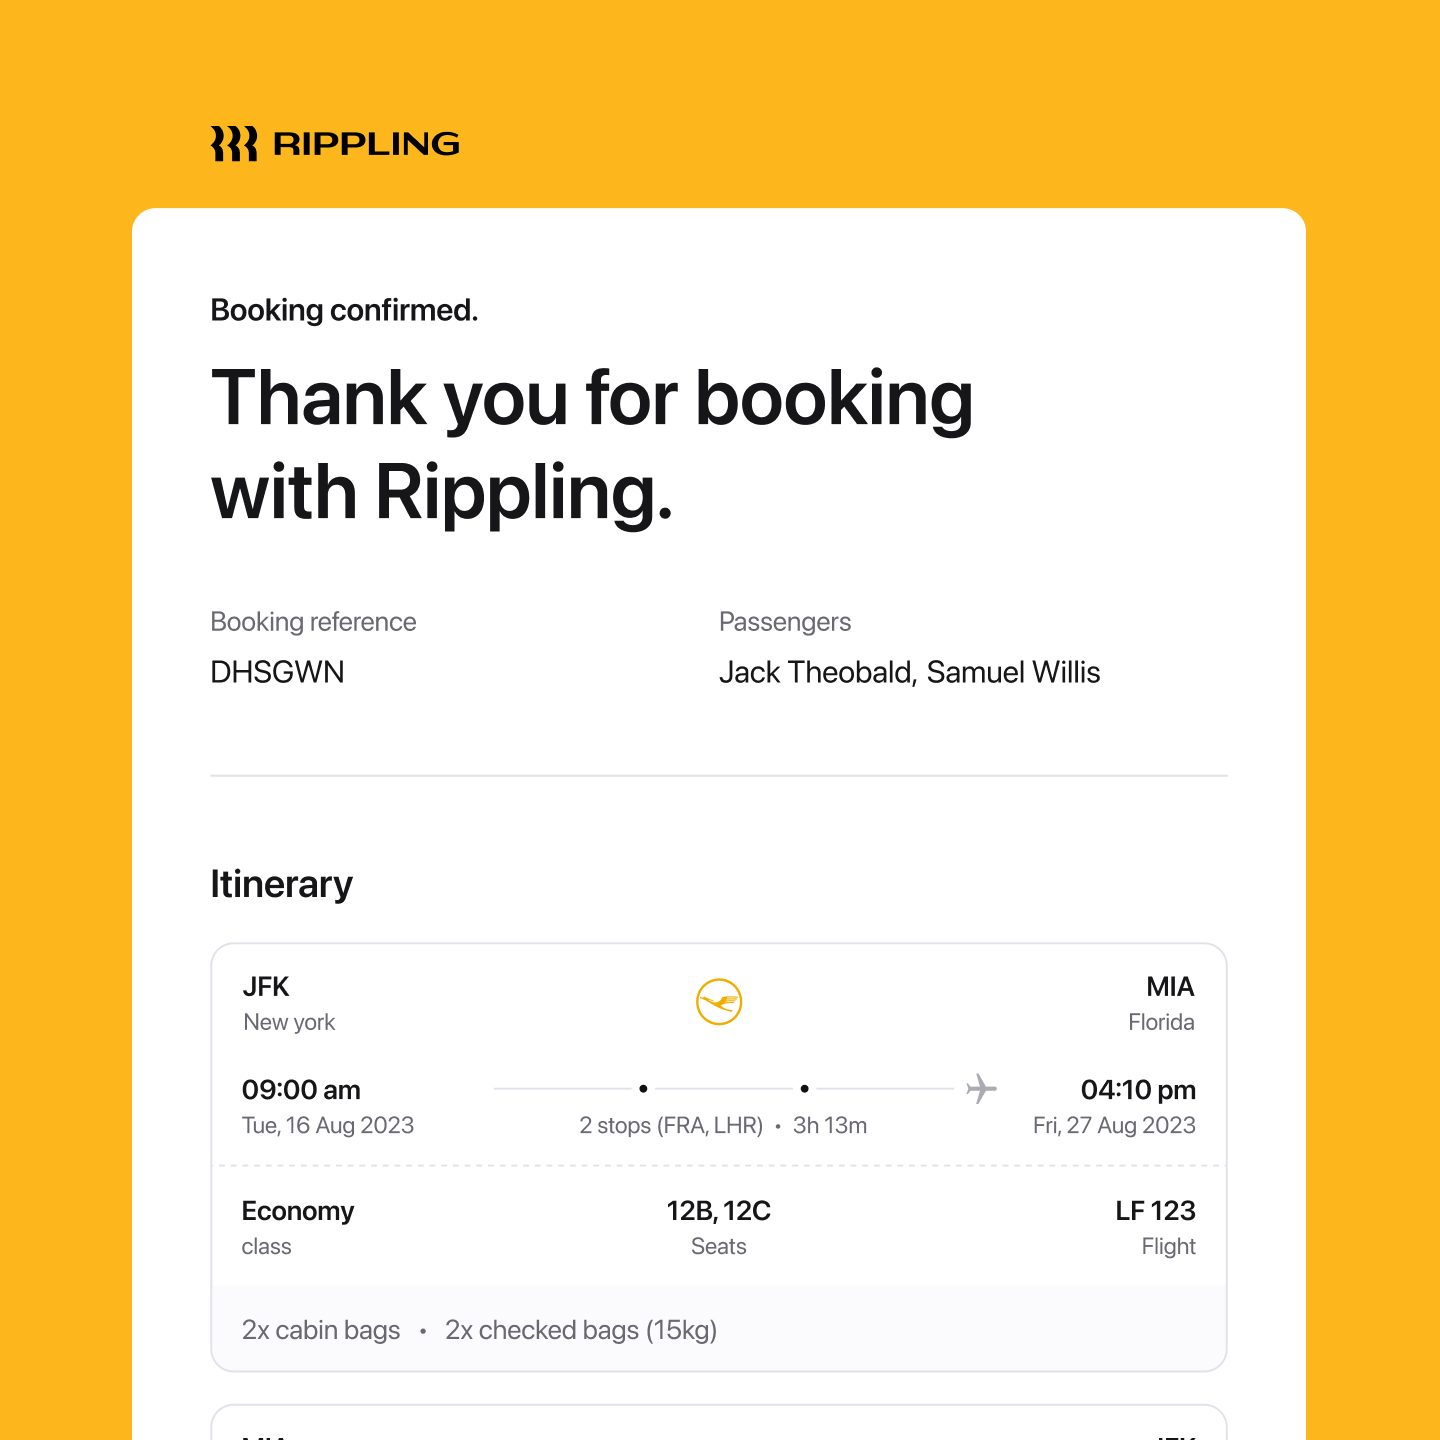 RIPPLING
Booking confirmed.
Thank you for booking
with Rippling.
Booking reference
Passengers
DHSGWN
Jack Theobald, Samuel Willis
Itinerary
JFK
MIA
New york
Florida
09:00 am
04:10 pm
Tue, 16 Aug 2023
2 stops (FRA, LHR) • 3h 13m
Fri, 27 Aug 2023
Economy
12B, 12C
LF 123
class
Seats
Flight
2x cabin bags • 2x checked bags (15kg)